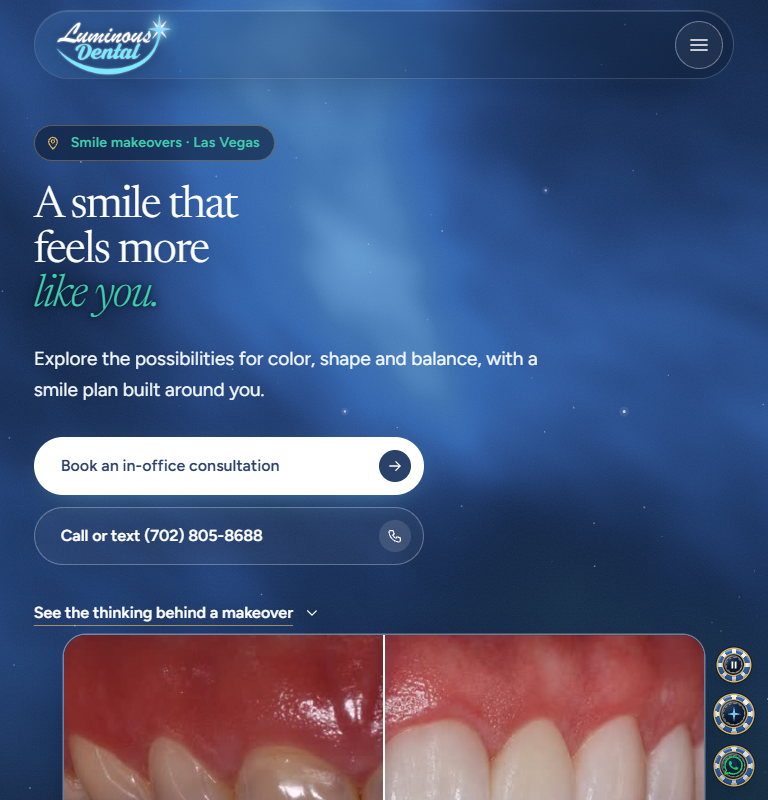 Luminous
Dental
Smile makeovers · Las Vegas
A smile that
feels more
like you.
Explore the possibilities for color, shape and balance, with a
smile plan built around you.
Book an in-office consultation
Call or text (702) 805-8688
See the thinking behind a makeover